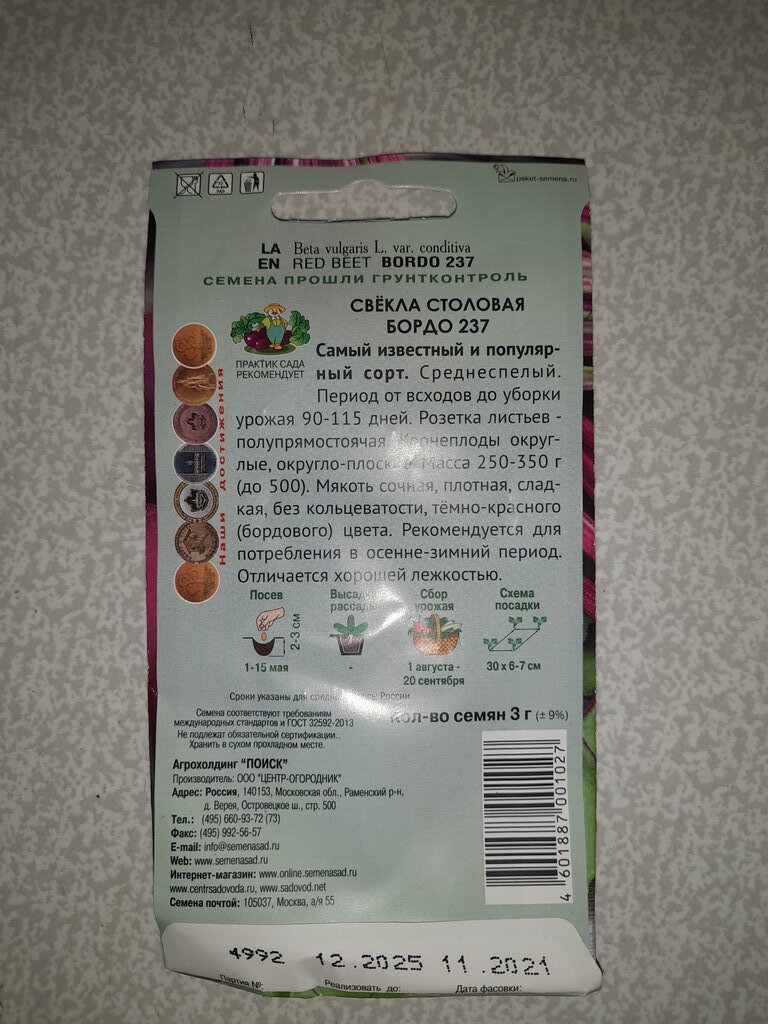 paket-semena.ru
PAP
LA Beta vulgaris L. var. conditiva
EN RED BEET BORDO 237
СЕМЕНА ПРОШЛИ ГРУНТКОНТРОЛЬ
СВЁКЛА СТОЛОВАЯ
БОРДО 237
ПРАКТИК САДА
РЕКОМЕНДУЕТ
Наши достижения
Самый известный и популяр-
ный сорт. Среднеспелый.
Период от всходов до уборки
урожая 90-115 дней. Розетка листьев -
полупрямостоячая. Корнеплоды округ-
лые, округло-плоские. Масса 250-350 г
(до 500). Мякоть сочная, плотная, слад-
кая, без кольцеватости, тёмно-красного
(бордового) цвета. Рекомендуется для
потребления в осенне-зимний период.
Отличается хорошей лежкостью.
Посев
2-3 см
1-15 мая
Высадка
рассады
-
Сбор
урожая
1 августа -
20 сентября
Схема
посадки
30 х 6-7 см
Сроки указаны для средней полосы России
Семена соответствуют требованиям
международных стандартов и ГОСТ 32592-2013
Не подлежат обязательной сертификации..
Хранить в сухом прохладном месте.
Кол-во семян 3 г (± 9%)
Агрохолдинг "ПОИСК"
Производитель: ООО "ЦЕНТР-ОГОРОДНИК"
Адрес: Россия, 140153, Московская обл., Раменский р-н,
д. Верея, Островецкое ш., стр. 500
Тел.: (495) 660-93-72 (73)
Факс: (495) 992-56-57
E-mail: info@semenasad.ru
Web: www.semenasad.ru
Интернет-магазин: www.online.semenasad.ru
www.centrsadovoda.ru, www.sadovod.net
Семена почтой: 105037, Москва, а/я 55
4 601887 001027
4992 12.2025 11.2021
Партия №: Реализовать до: Дата фасовки: